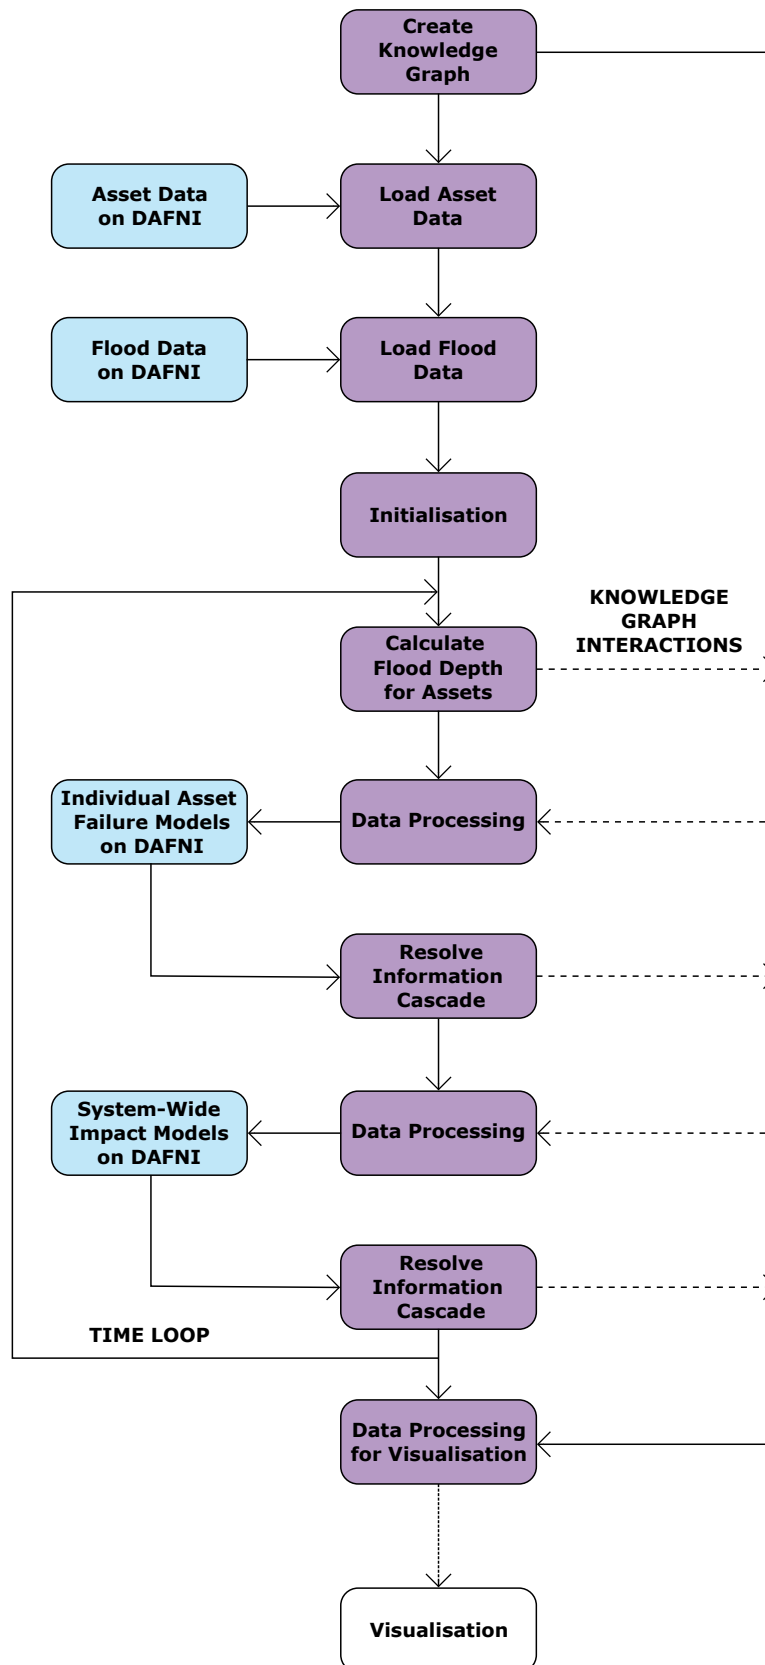 Create
Knowledge
Graph
Asset Data
on DAFNI
Load Asset
Data
Flood Data
on DAFNI
Load Flood
Data
Initialisation
KNOWLEDGE
GRAPH
INTERACTIONS
Calculate
Flood Depth
for Assets
Individual Asset
Failure Models
on DAFNI
Data Processing
Resolve
Information
Cascade
System-Wide
Impact Models
on DAFNI
Data Processing
Resolve
Information
Cascade
TIME LOOP
Data Processing
for Visualisation
Visualisation